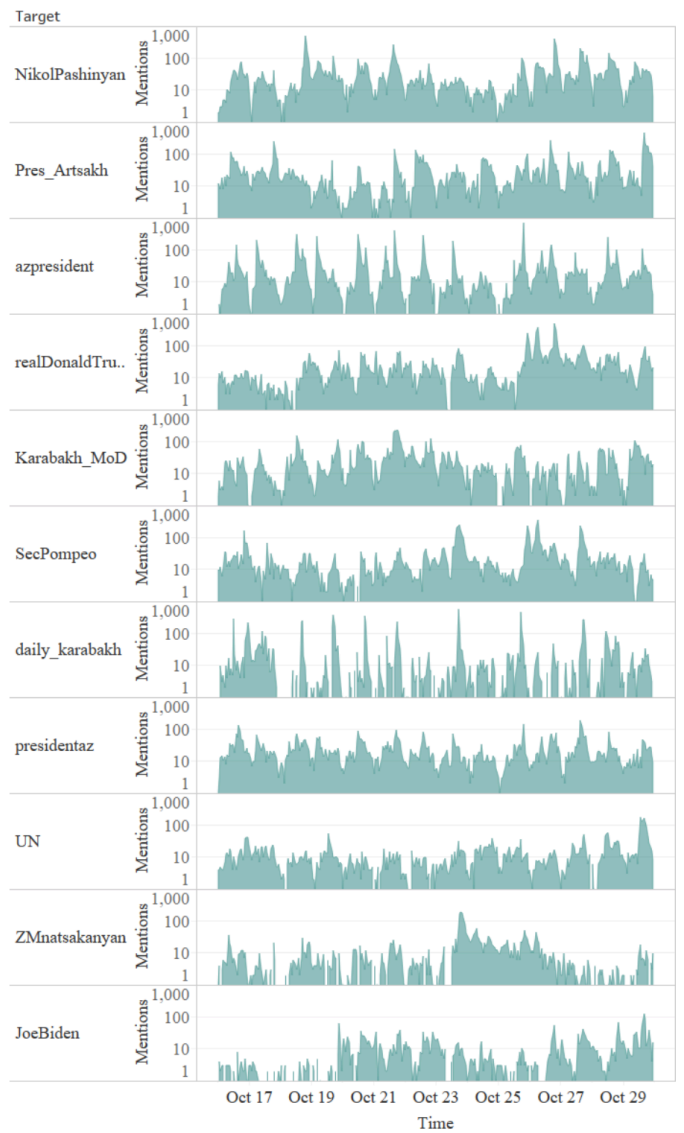 Target
NikolPashinyan
Mentions
1,000
100
10
1
Pres_Artsakh
Mentions
1,000
100
10
1
azpresident
Mentions
1,000
100
10
1
realDonaldTru..
Mentions
1,000
100
10
1
Karabakh_MoD
Mentions
1,000
100
10
1
SecPompeo
Mentions
1,000
100
10
1
daily_karabakh
Mentions
1,000
100
10
1
presidentaz
Mentions
1,000
100
10
1
UN
Mentions
1,000
100
10
1
ZMnatsakanyan
Mentions
1,000
100
10
1
JoeBiden
Mentions
1,000
100
10
1
Oct 17 Oct 19 Oct 21 Oct 23 Oct 25 Oct 27 Oct 29
Time